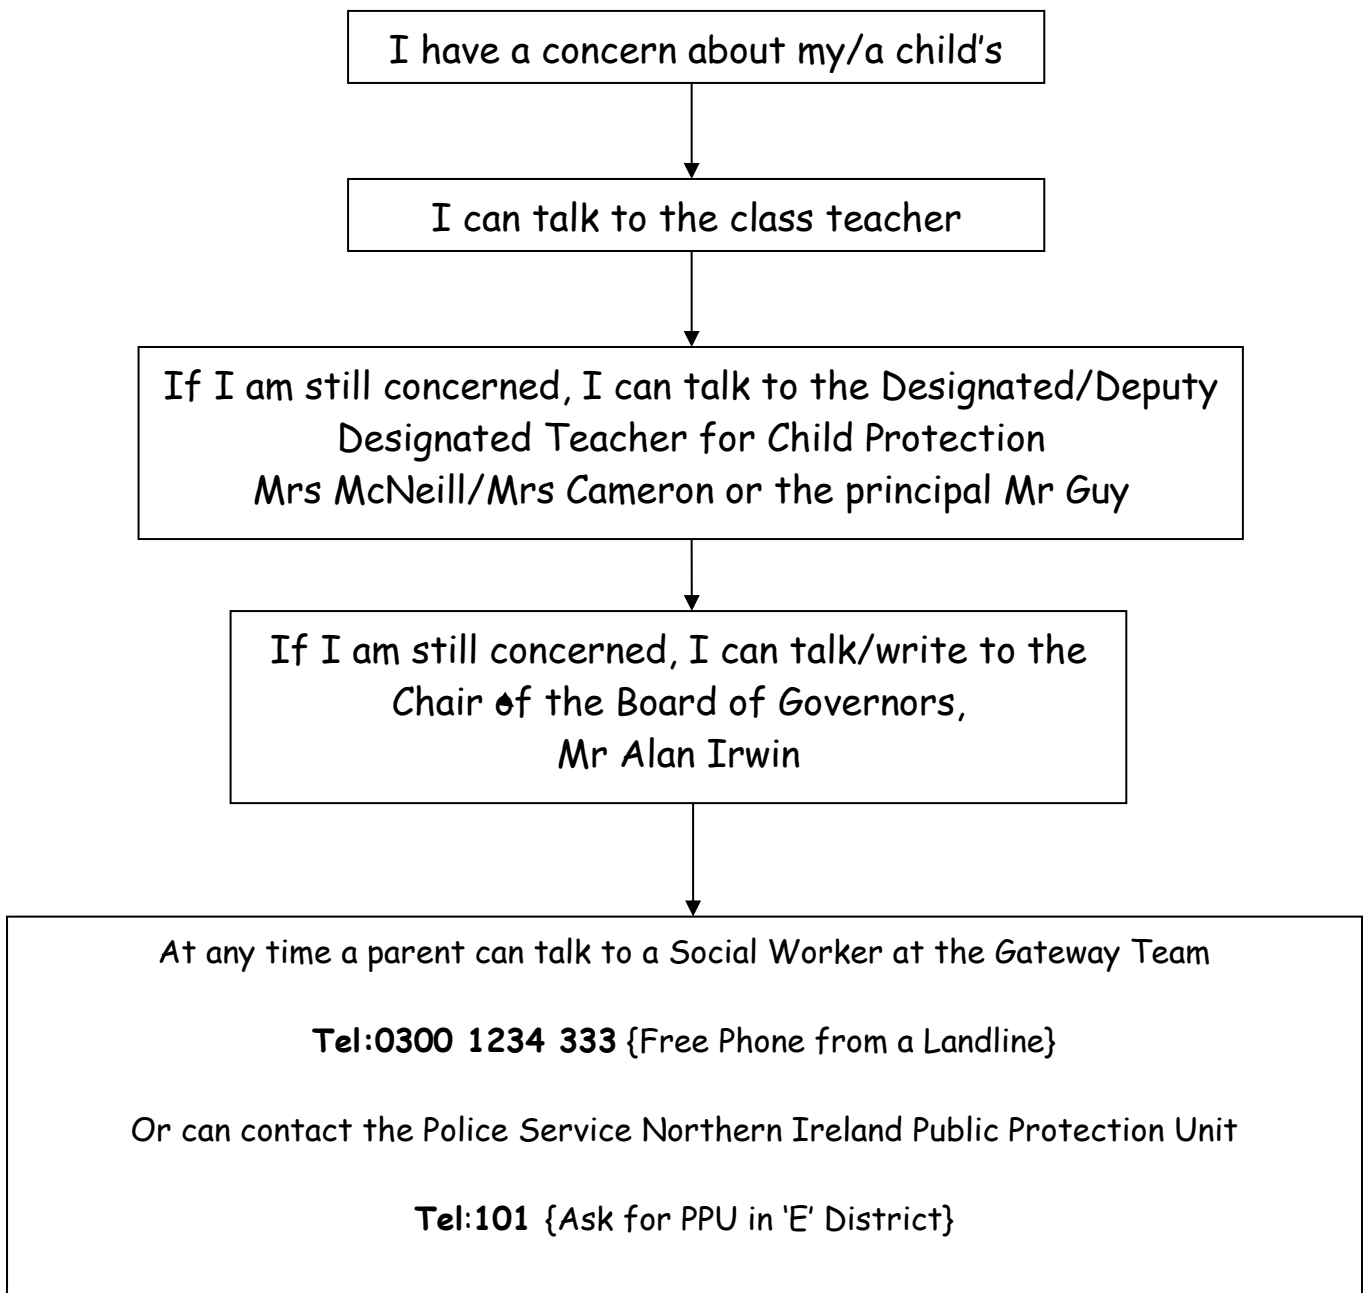 I have a concern about my/a child's
I can talk to the class teacher
If I am still concerned, I can talk to the Designated/Deputy
Designated Teacher for Child Protection
Mrs McNeill/Mrs Cameron or the principal Mr Guy
If I am still concerned, I can talk/write to the
Chair of the Board of Governors,
Mr Alan Irwin
At any time a parent can talk to a Social Worker at the Gateway Team
Tel:0300 1234 333 {Free Phone from a Landline}
Or can contact the Police Service Northern Ireland Public Protection Unit
Tel:101 {Ask for PPU in ‘E’ District}